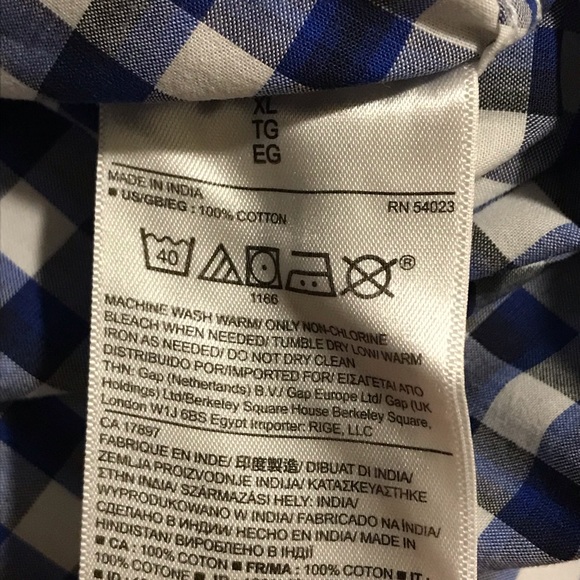 XL
TG
EG
MADE IN INDIA RN 54023
■ US/GB/EG : 100% COTTON
40
®
1166
MACHINE WASH WARM/ ONLY NON-CHLORINE
BLEACH WHEN NEEDED/ TUMBLE DRY LOW/ WARM
IRON AS NEEDED/ DO NOT DRY CLEAN
DISTRIBUIDO POR/IMPORTED FOR/ ΕΙΣΑΓΕΤΑΙ ΑΠΟ
THN: Gap (Netherlands) B.V./ Gap Europe Ltd/ Gap (UK
Holdings) Ltd/Berkeley Square House Berkeley Square,
London W1J 6BS Egypt importer: RIGE, LLC
CA 17897
FABRIQUÉ EN INDE/ 印度製造/ DIBUAT DI INDIA/
ZEMLJA PROIZVODNJE INDIJA/ ΚΑΤΑΣΚΕΥΑΣΤΗΚΕ
ΣΤΗΝ ΙΝΔΙΑ/ SZÁRMAZÁSI HELY: INDIA/
WYPRODUKOWANO W INDIA/ FABRICADO NA ÍNDIA/
СДЕЛАНО В ИНДИИ/ HECHO EN INDIA/ MADE IN
HINDISTAN/ ВИРОБЛЕНО В ІНДІЇ
■ CA : 100% COTTON ■ FR/MA : 100% COTON ■ IT :
100% COTONE